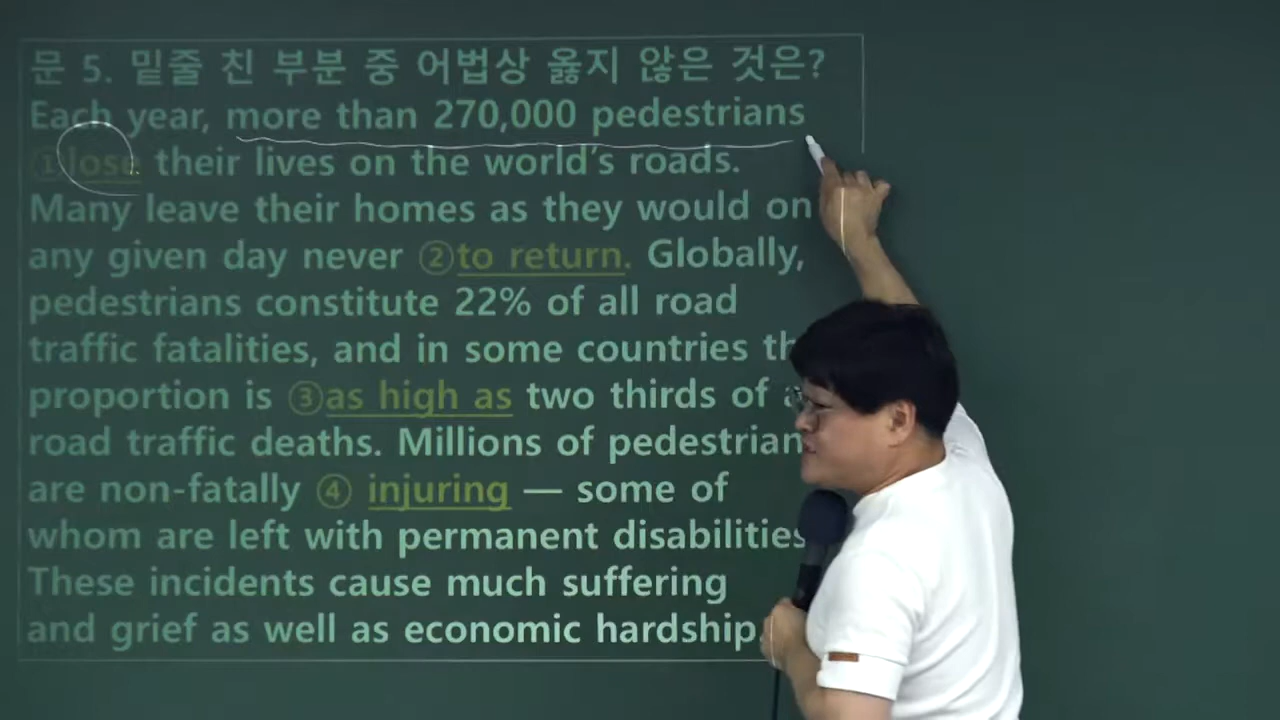 문 5. 밑줄 친 부분 중 어법상 옳지 않은 것은?
Each year, more than 270,000 pedestrians
①lose their lives on the world's roads.
Many leave their homes as they would on
any given day never ②to return. Globally,
pedestrians constitute 22% of all road
traffic fatalities, and in some countries
proportion is ③as high as two thirds of
road traffic deaths. Millions of
are non-fatally ④ injuring — some of
whom are left with permanent disabilities
These incidents cause much suffering
and grief as well as economic hardship.